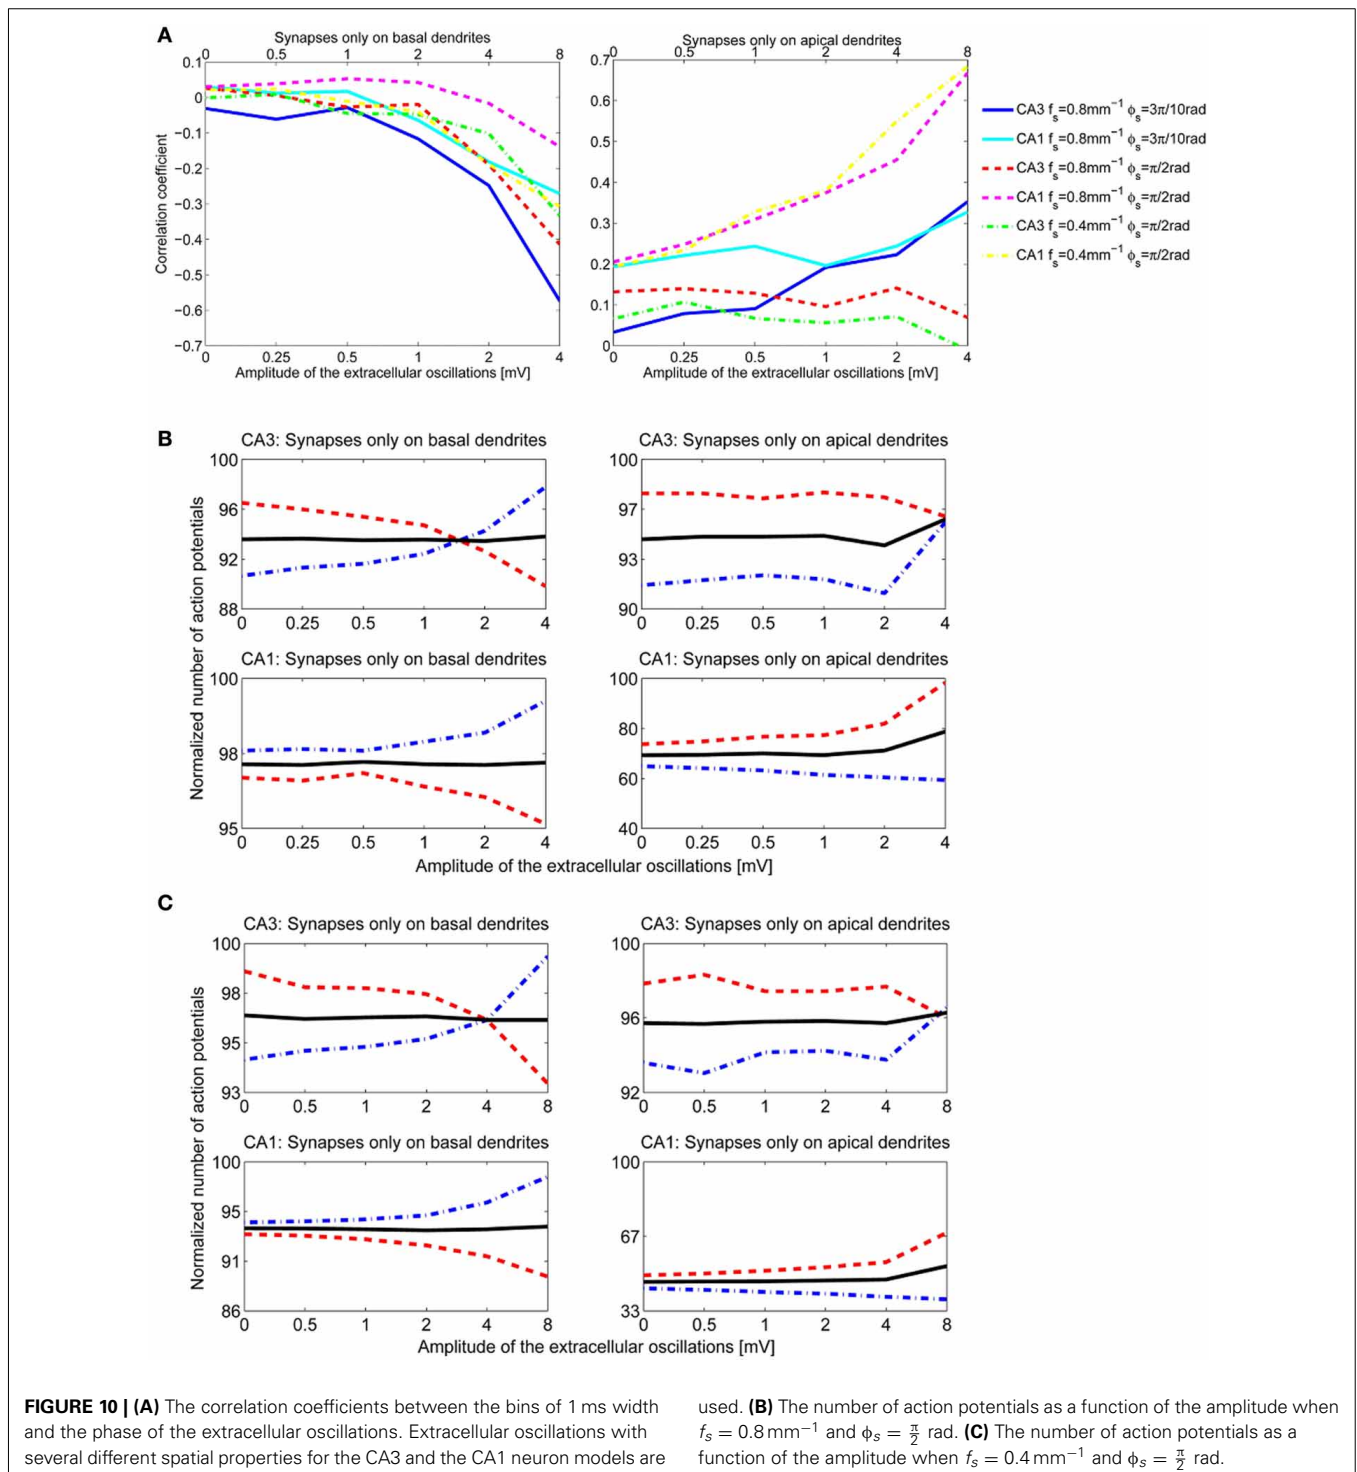 A
Synapses only on basal dendrites
0 0.5 1 2 4 8
0.1
0
−0.1
−0.2
−0.3
−0.4
−0.5
−0.6
−0.7
Correlation coefficient
0 0.25 0.5 1 2 4
Amplitude of the extracellular oscillations [mV]
Synapses only on apical dendrites
0 0.5 1 2 4 8
0.7
0.6
0.5
0.4
0.3
0.2
0.1
0
0 0.25 0.5 1 2 4
Amplitude of the extracellular oscillations [mV]
CA3 fs=0.8mm−1 ϕs=3π/10rad
CA1 fs=0.8mm−1 ϕs=3π/10rad
CA3 fs=0.8mm−1 ϕs=π/2rad
CA1 fs=0.8mm−1 ϕs=π/2rad
CA3 fs=0.4mm−1 ϕs=π/2rad
CA1 fs=0.4mm−1 ϕs=π/2rad
B
Normalized number of action potentials
CA3: Synapses only on basal dendrites
100
96
92
88
0 0.25 0.5 1 2 4
CA3: Synapses only on apical dendrites
100
97
93
90
0 0.25 0.5 1 2 4
CA1: Synapses only on basal dendrites
100
98
95
0 0.25 0.5 1 2 4
CA1: Synapses only on apical dendrites
100
80
60
40
0 0.25 0.5 1 2 4
Amplitude of the extracellular oscillations [mV]
C
Normalized number of action potentials
CA3: Synapses only on basal dendrites
100
98
95
93
0 0.5 1 2 4 8
CA3: Synapses only on apical dendrites
100
96
92
0 0.5 1 2 4 8
CA1: Synapses only on basal dendrites
100
95
91
86
0 0.5 1 2 4 8
CA1: Synapses only on apical dendrites
100
67
33
0 0.5 1 2 4 8
Amplitude of the extracellular oscillations [mV]
FIGURE 10 | (A) The correlation coefficients between the bins of 1 ms width
and the phase of the extracellular oscillations. Extracellular oscillations with
several different spatial properties for the CA3 and the CA1 neuron models are
used. (B) The number of action potentials as a function of the amplitude when
fs = 0.8 mm−1 and ϕs = π/2 rad. (C) The number of action potentials as a
function of the amplitude when fs = 0.4 mm−1 and ϕs = π/2 rad.